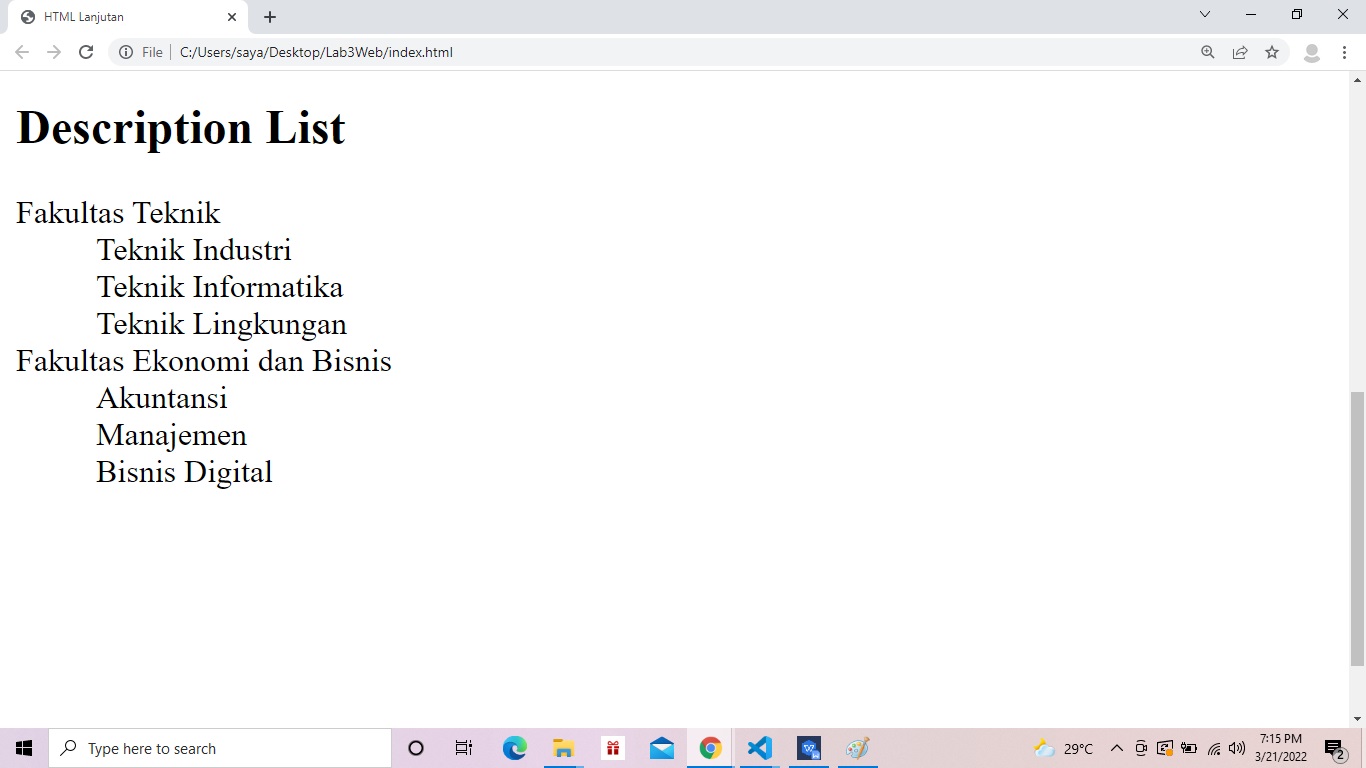 HTML Lanjutan
File
C:/Users/saya/Desktop/Lab3Web/index.html
Description List
Fakultas Teknik
Teknik Industri
Teknik Informatika
Teknik Lingkungan
Fakultas Ekonomi dan Bisnis
Akuntansi
Manajemen
Bisnis Digital
Type here to search
29°C
7:15 PM
3/21/2022
2